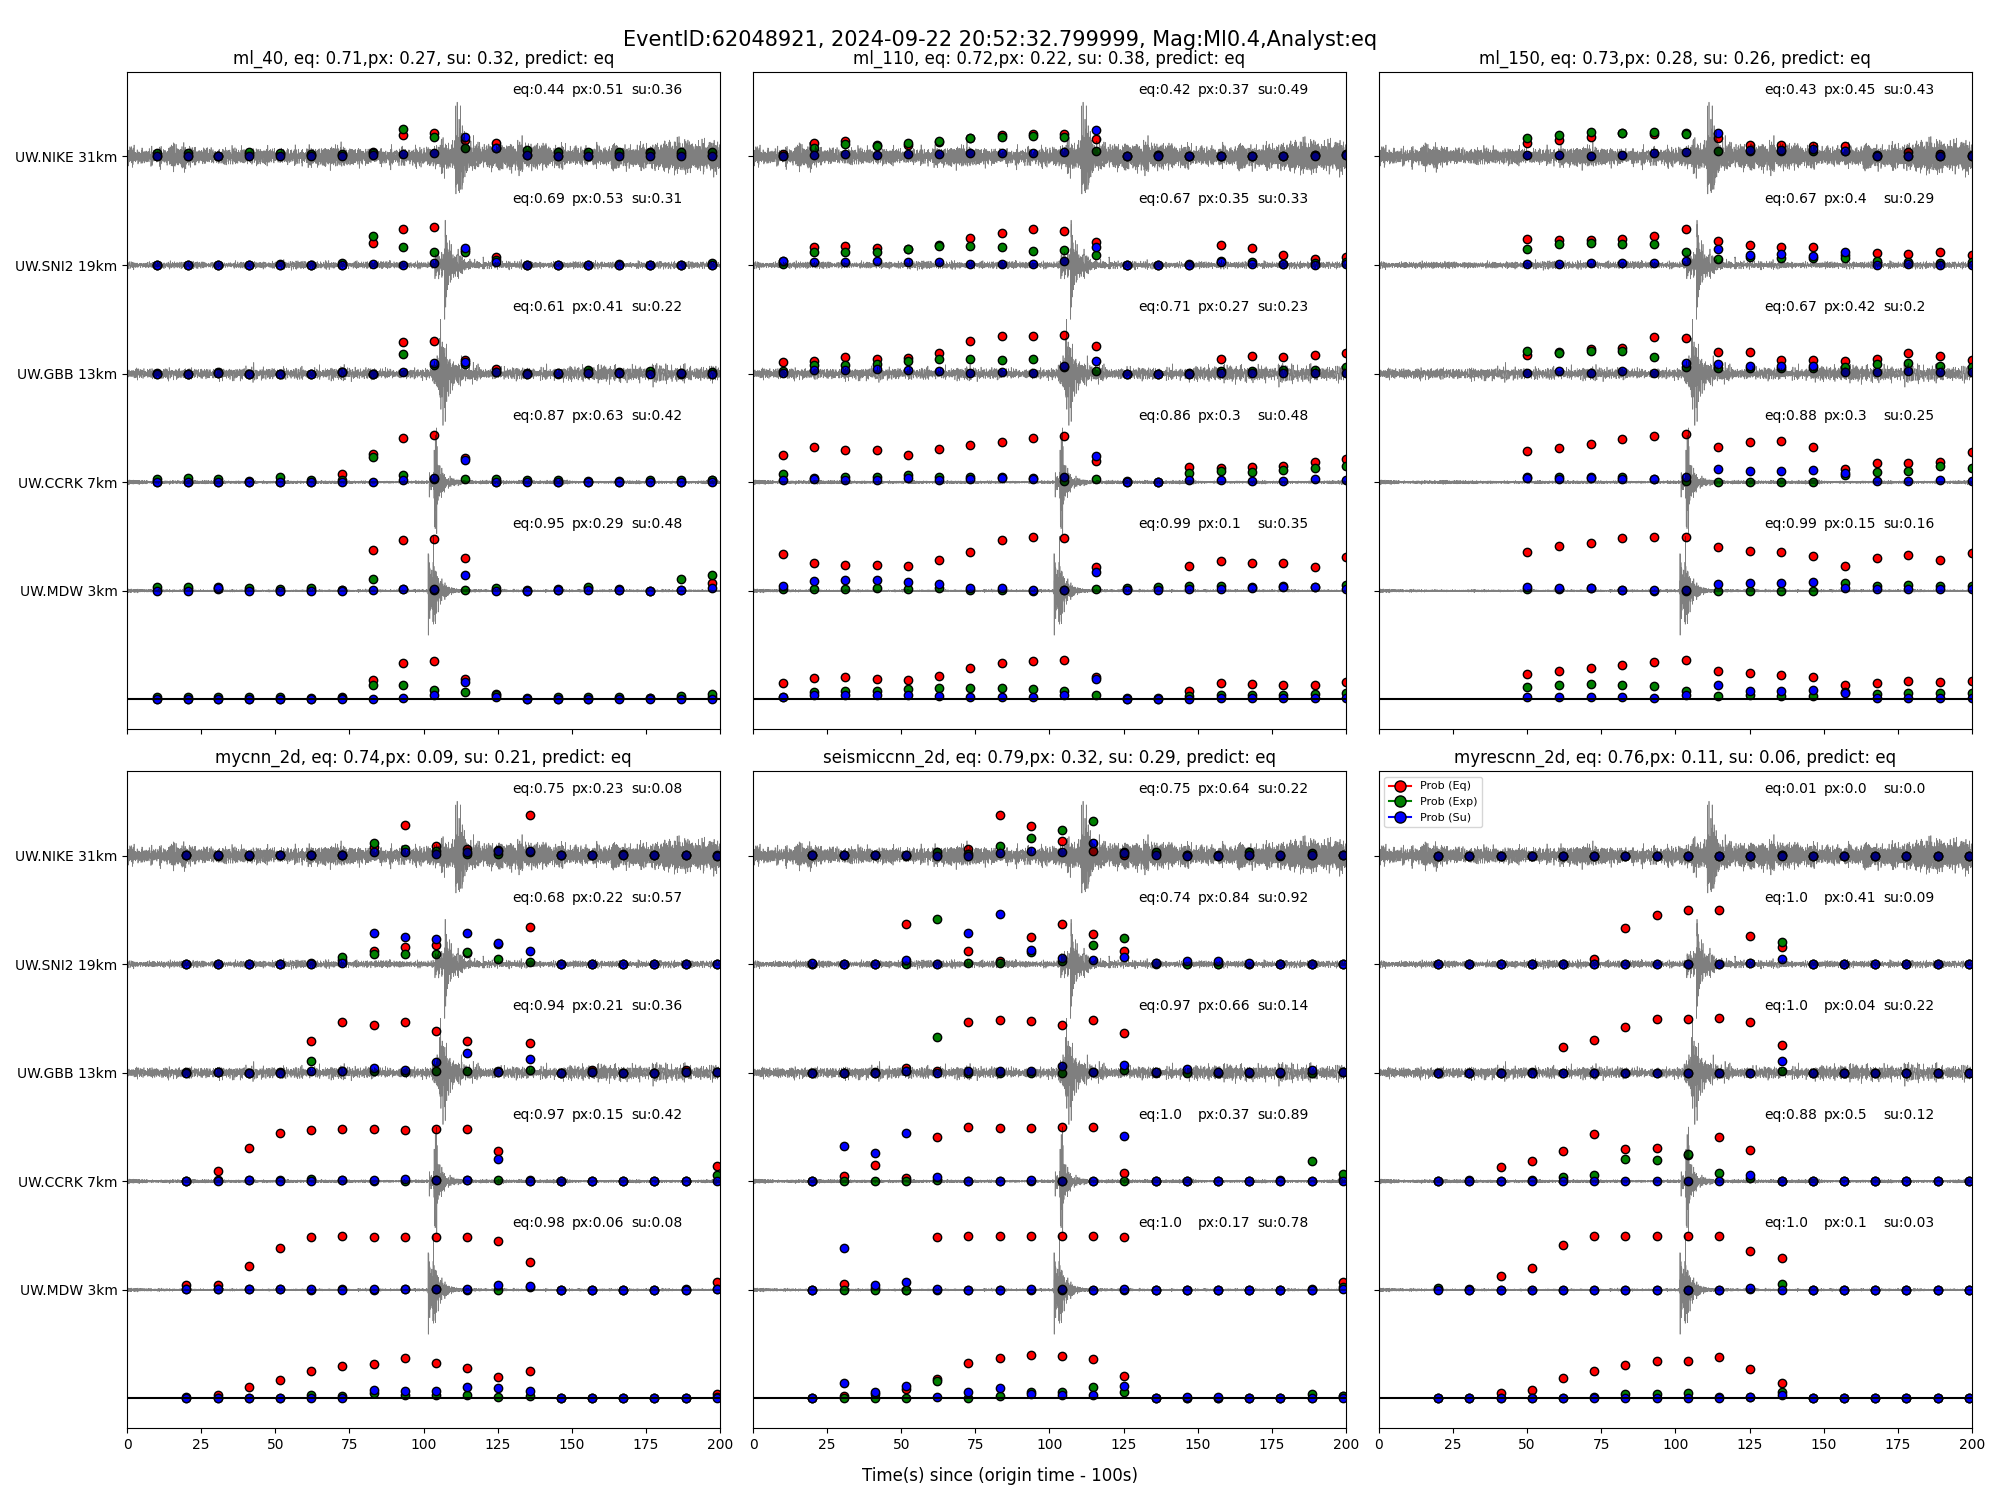 EventID:62048921, 2024-09-22 20:52:32.799999, Mag:Ml0.4,Analyst:eq
ml_40, eq: 0.71,px: 0.27, su: 0.32, predict: eq
eq:0.44 px:0.51 su:0.36
UW.NIKE 31km
eq:0.69 px:0.53 su:0.31
UW.SNI2 19km
eq:0.61 px:0.41 su:0.22
UW.GBB 13km
eq:0.87 px:0.63 su:0.42
UW.CCRK 7km
eq:0.95 px:0.29 su:0.48
UW.MDW 3km
ml_110, eq: 0.72,px: 0.22, su: 0.38, predict: eq
eq:0.42 px:0.37 su:0.49
eq:0.67 px:0.35 su:0.33
eq:0.71 px:0.27 su:0.23
eq:0.86 px:0.3 su:0.48
eq:0.99 px:0.1 su:0.35
ml_150, eq: 0.73,px: 0.28, su: 0.26, predict: eq
eq:0.43 px:0.45 su:0.43
eq:0.67 px:0.4 su:0.29
eq:0.67 px:0.42 su:0.2
eq:0.88 px:0.3 su:0.25
eq:0.99 px:0.15 su:0.16
mycnn_2d, eq: 0.74,px: 0.09, su: 0.21, predict: eq
eq:0.75 px:0.23 su:0.08
UW.NIKE 31km
eq:0.68 px:0.22 su:0.57
UW.SNI2 19km
eq:0.94 px:0.21 su:0.36
UW.GBB 13km
eq:0.97 px:0.15 su:0.42
UW.CCRK 7km
eq:0.98 px:0.06 su:0.08
UW.MDW 3km
0 25 50 75 100 125 150 175 200
seismiccnn_2d, eq: 0.79,px: 0.32, su: 0.29, predict: eq
eq:0.75 px:0.64 su:0.22
eq:0.74 px:0.84 su:0.92
eq:0.97 px:0.66 su:0.14
eq:1.0 px:0.37 su:0.89
eq:1.0 px:0.17 su:0.78
0 25 50 75 100 125 150 175 200
myrescnn_2d, eq: 0.76,px: 0.11, su: 0.06, predict: eq
Prob (Eq)
Prob (Exp)
Prob (Su)
eq:0.01 px:0.0 su:0.0
eq:1.0 px:0.41 su:0.09
eq:1.0 px:0.04 su:0.22
eq:0.88 px:0.5 su:0.12
eq:1.0 px:0.1 su:0.03
0 25 50 75 100 125 150 175 200
Time(s) since (origin time - 100s)